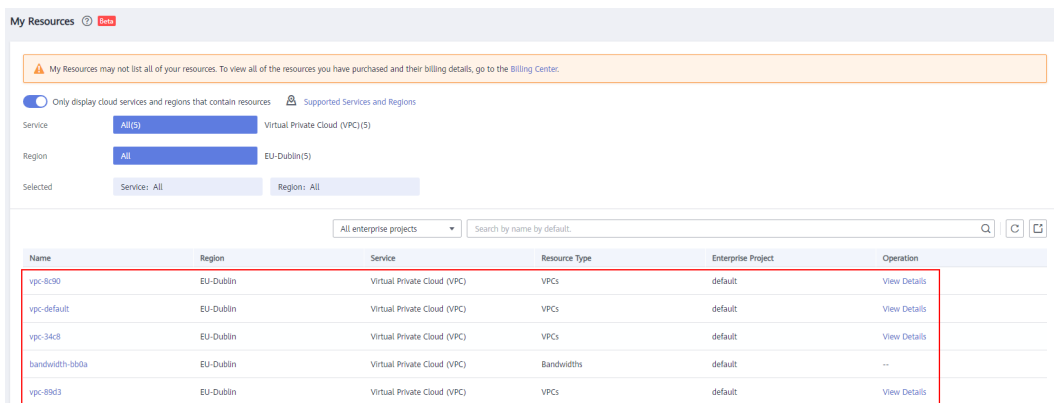 My Resources ? Beta
My Resources may not list all of your resources. To view all of the resources you have purchased and their billing details, go to the Billing Center.
Only display cloud services and regions that contain resources Supported Services and Regions
Service All(5) Virtual Private Cloud (VPC)(5)
Region All EU-Dublin(5)
Selected Service: All Region: All
All enterprise projects Search by name by default.
Name Region Service Resource Type Enterprise Project Operation
vpc-8c90 EU-Dublin Virtual Private Cloud (VPC) VPCs default View Details
vpc-default EU-Dublin Virtual Private Cloud (VPC) VPCs default View Details
vpc-34c8 EU-Dublin Virtual Private Cloud (VPC) VPCs default View Details
bandwidth-bb0a EU-Dublin Virtual Private Cloud (VPC) Bandwidths default --
vpc-89d3 EU-Dublin Virtual Private Cloud (VPC) VPCs default View Details